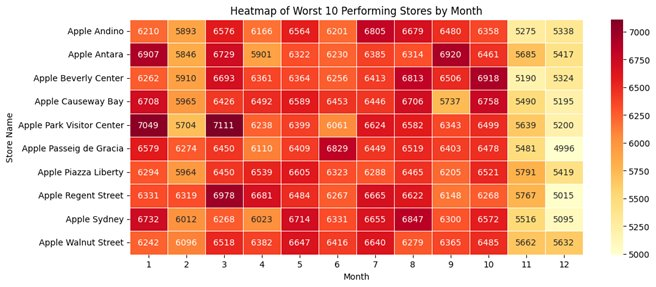 Heatmap of Worst 10 Performing Stores by Month
Apple Andino 6210 5893 6576 6166 6564 6201 6805 6679 6480 6358 5275 5338
Apple Antara 6907 5846 6729 5901 6322 6230 6385 6314 6920 6461 5685 5417
Apple Beverly Center 6262 5910 6693 6361 6366 6256 6413 6813 6506 6918 5190 5324
Apple Causeway Bay 6708 5965 6426 6492 6589 6453 6446 6706 5737 6758 5490 5195
Apple Park Visitor Center 7049 5704 7111 6238 6399 6061 6624 6582 6343 6499 5639 5200
Apple Passeig de Gracia 6579 6274 6450 6110 6409 6829 6449 6519 6403 6478 5481 4996
Apple Piazza Liberty 6294 5964 6450 6539 6605 6323 6288 6465 6205 6521 5791 5419
Apple Regent Street 6331 6319 6978 6681 6484 6267 6665 6622 6148 6268 5767 5015
Apple Sydney 6732 6012 6268 6023 6714 6331 6655 6847 6300 6572 5516 5095
Apple Walnut Street 6242 6096 6518 6382 6647 6416 6640 6279 6365 6485 5662 5632
1 2 3 4 5 6 7 8 9 10 11 12
Month
Store Name
7000
6750
6500
6250
6000
5750
5500
5250
5000